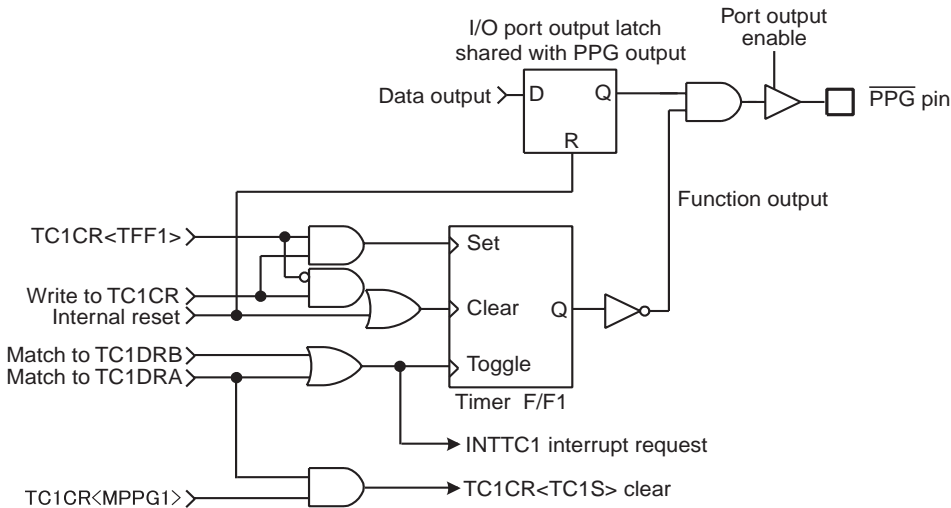 I/O port output latch
shared with PPG output
Port output
enable
Data output
D
Q
R
PPG pin
Function output
TC1CR<TFF1>
Write to TC1CR
Internal reset
Set
Clear
Q
Toggle
Match to TC1DRB
Match to TC1DRA
Timer F/F1
INTTC1 interrupt request
TC1CR<MPPG1>
TC1CR<TC1S> clear